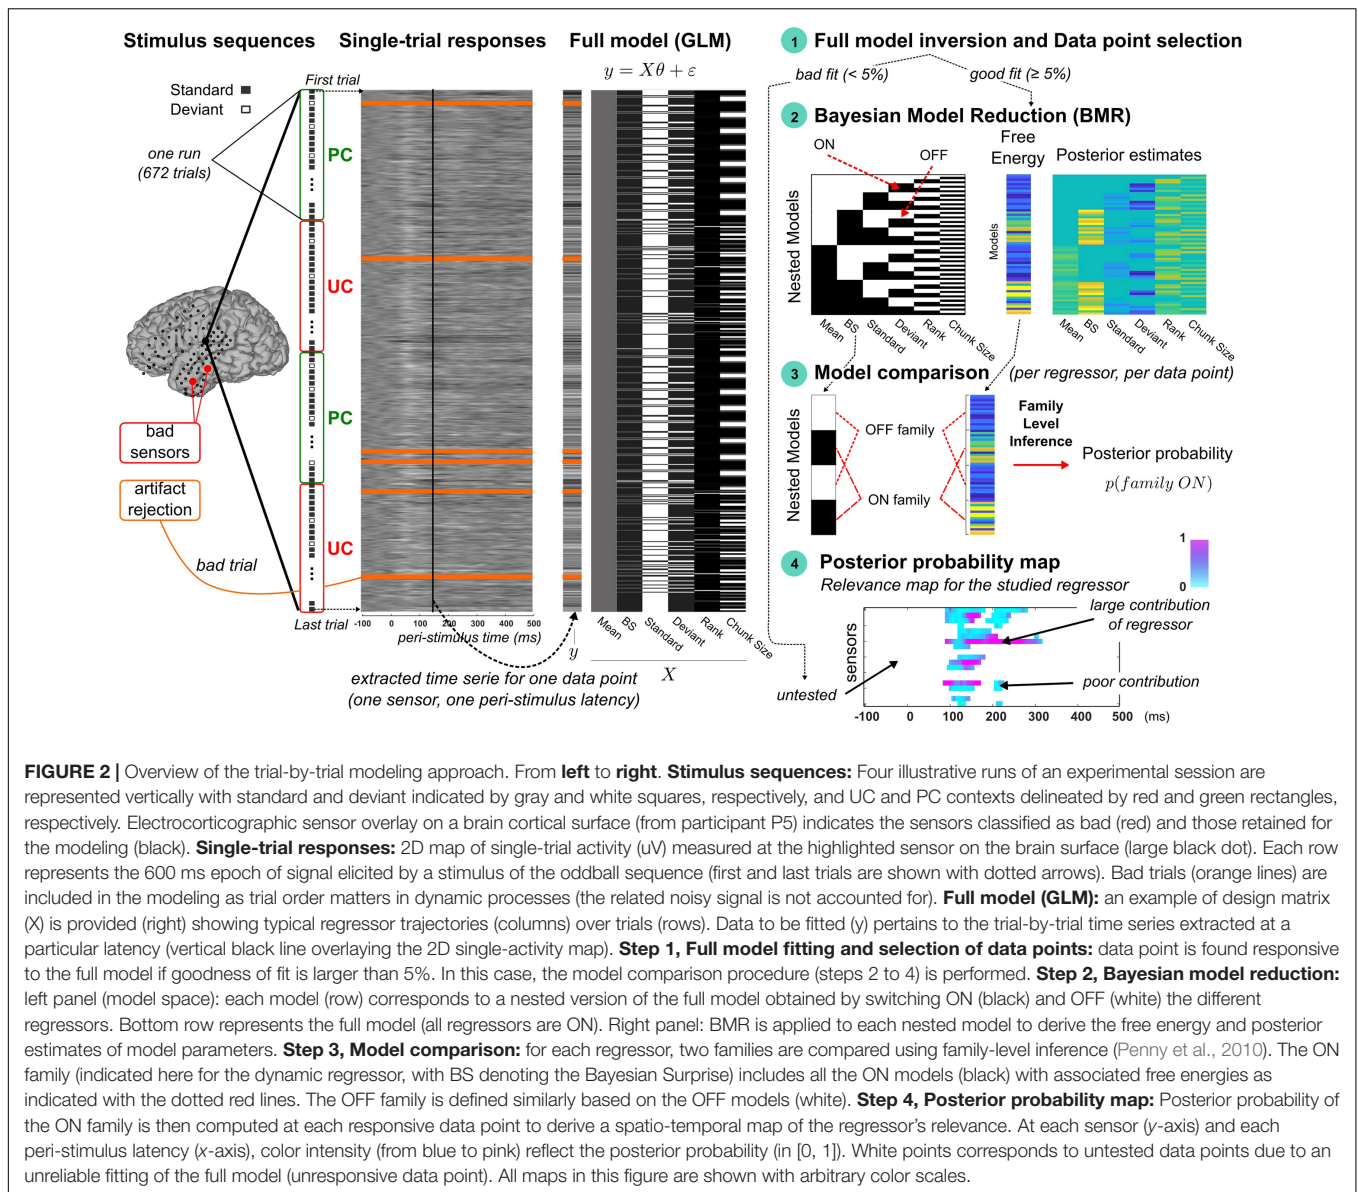 Stimulus sequences
Single-trial responses
Full model (GLM)
y = Xθ + ε
Standard
Deviant
First trial
one run
(672 trials)
PC
UC
PC
UC
bad
sensors
artifact
rejection
bad trial
Last trial
-100 0 100 200 300 400 500
peri-stimulus time (ms)
y
Mean
BS
Standard
Deviant
Rank
Chunk Size
X
extracted time serie for one data point
(one sensor, one peri-stimulus latency)
1 Full model inversion and Data point selection
bad fit (< 5%)
good fit (≥ 5%)
2 Bayesian Model Reduction (BMR)
ON
OFF
Free
Energy
Posterior estimates
Nested Models
Models
Mean
BS
Standard
Deviant
Rank
Chunk Size
Mean
BS
Standard
Deviant
Rank
Chunk Size
3 Model comparison
(per regressor, per data point)
Nested Models
OFF family
ON family
Family
Level
Inference
Posterior probability
p(family ON)
4 Posterior probability map
Relevance map for the studied regressor
1
0
large contribution
of regressor
sensors
poor contribution
untested
-100 0 100 200 300 400 500 (ms)
FIGURE 2 | Overview of the trial-by-trial modeling approach. From left to right. Stimulus sequences: Four illustrative runs of an experimental session are
represented vertically with standard and deviant indicated by gray and white squares, respectively, and UC and PC contexts delineated by red and green rectangles,
respectively. Electrocorticographic sensor overlay on a brain cortical surface (from participant P5) indicates the sensors classified as bad (red) and those retained for
the modeling (black). Single-trial responses: 2D map of single-trial activity (uV) measured at the highlighted sensor on the brain surface (large black dot). Each row
represents the 600 ms epoch of signal elicited by a stimulus of the oddball sequence (first and last trials are shown with dotted arrows). Bad trials (orange lines) are
included in the modeling as trial order matters in dynamic processes (the related noisy signal is not accounted for). Full model (GLM): an example of design matrix
(X) is provided (right) showing typical regressor trajectories (columns) over trials (rows). Data to be fitted (y) pertains to the trial-by-trial time series extracted at a
particular latency (vertical black line overlaying the 2D single-activity map). Step 1, Full model fitting and selection of data points: data point is found responsive
to the full model if goodness of fit is larger than 5%. In this case, the model comparison procedure (steps 2 to 4) is performed. Step 2, Bayesian model reduction:
left panel (model space): each model (row) corresponds to a nested version of the full model obtained by switching ON (black) and OFF (white) the different
regressors. Bottom row represents the full model (all regressors are ON). Right panel: BMR is applied to each nested model to derive the free energy and posterior
estimates of model parameters. Step 3, Model comparison: for each regressor, two families are compared using family-level inference (Penny et al., 2010). The ON
family (indicated here for the dynamic regressor, with BS denoting the Bayesian Surprise) includes all the ON models (black) with associated free energies as
indicated with the dotted red lines. The OFF family is defined similarly based on the OFF models (white). Step 4, Posterior probability map: Posterior probability of
the ON family is then computed at each responsive data point to derive a spatio-temporal map of the regressor's relevance. At each sensor (y-axis) and each
peri-stimulus latency (x-axis), color intensity (from blue to pink) reflect the posterior probability (in [0, 1]). White points corresponds to untested data points due to an
unreliable fitting of the full model (unresponsive data point). All maps in this figure are shown with arbitrary color scales.